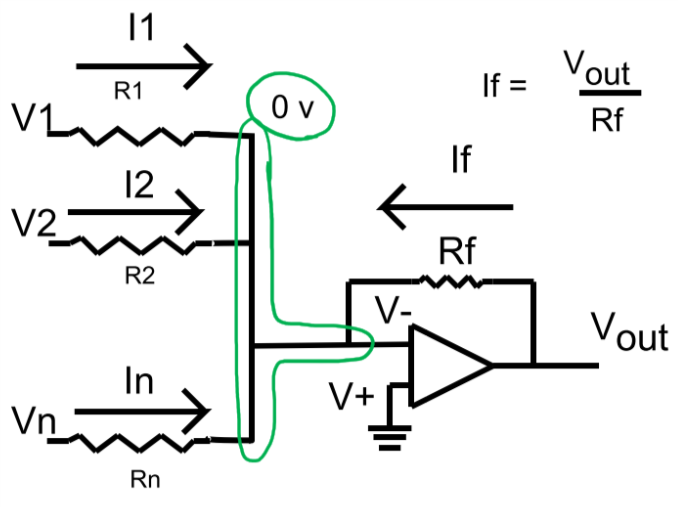 I1
R1
V1
0 v
If = Vout
Rf
I2
V2
R2
If
Rf
V-
Vout
In
V+
Vn
Rn